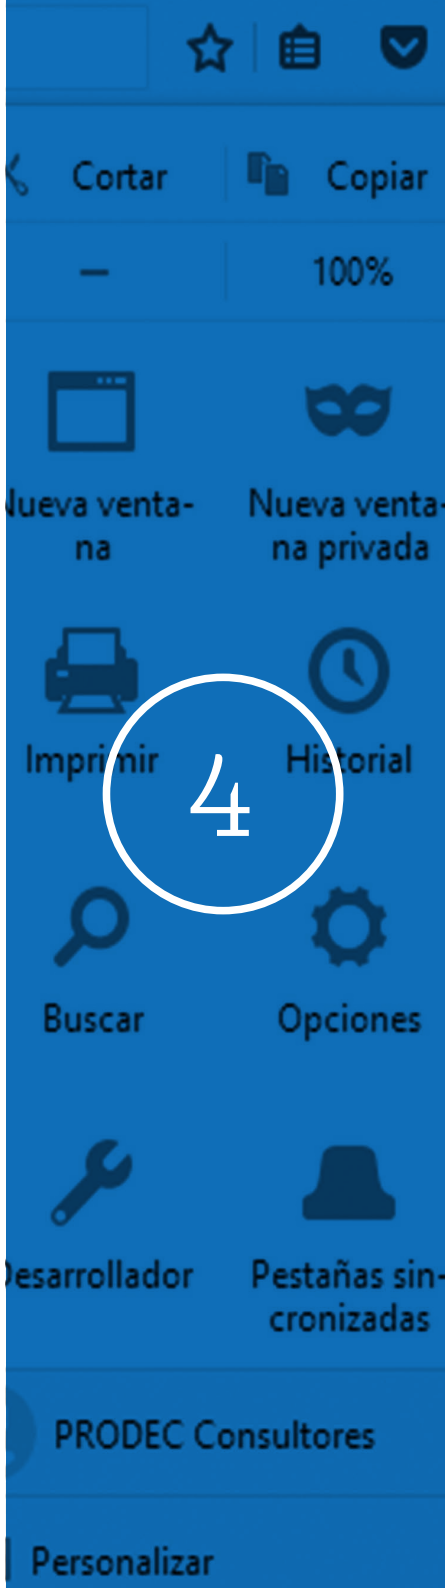 Cortar Copiar
100%
Nueva venta- Nueva venta-
na na privada
Imprimir Historial
4
Buscar Opciones
Desarrollador Pestañas sin-
cronizadas
PRODEC Consultores
Personalizar